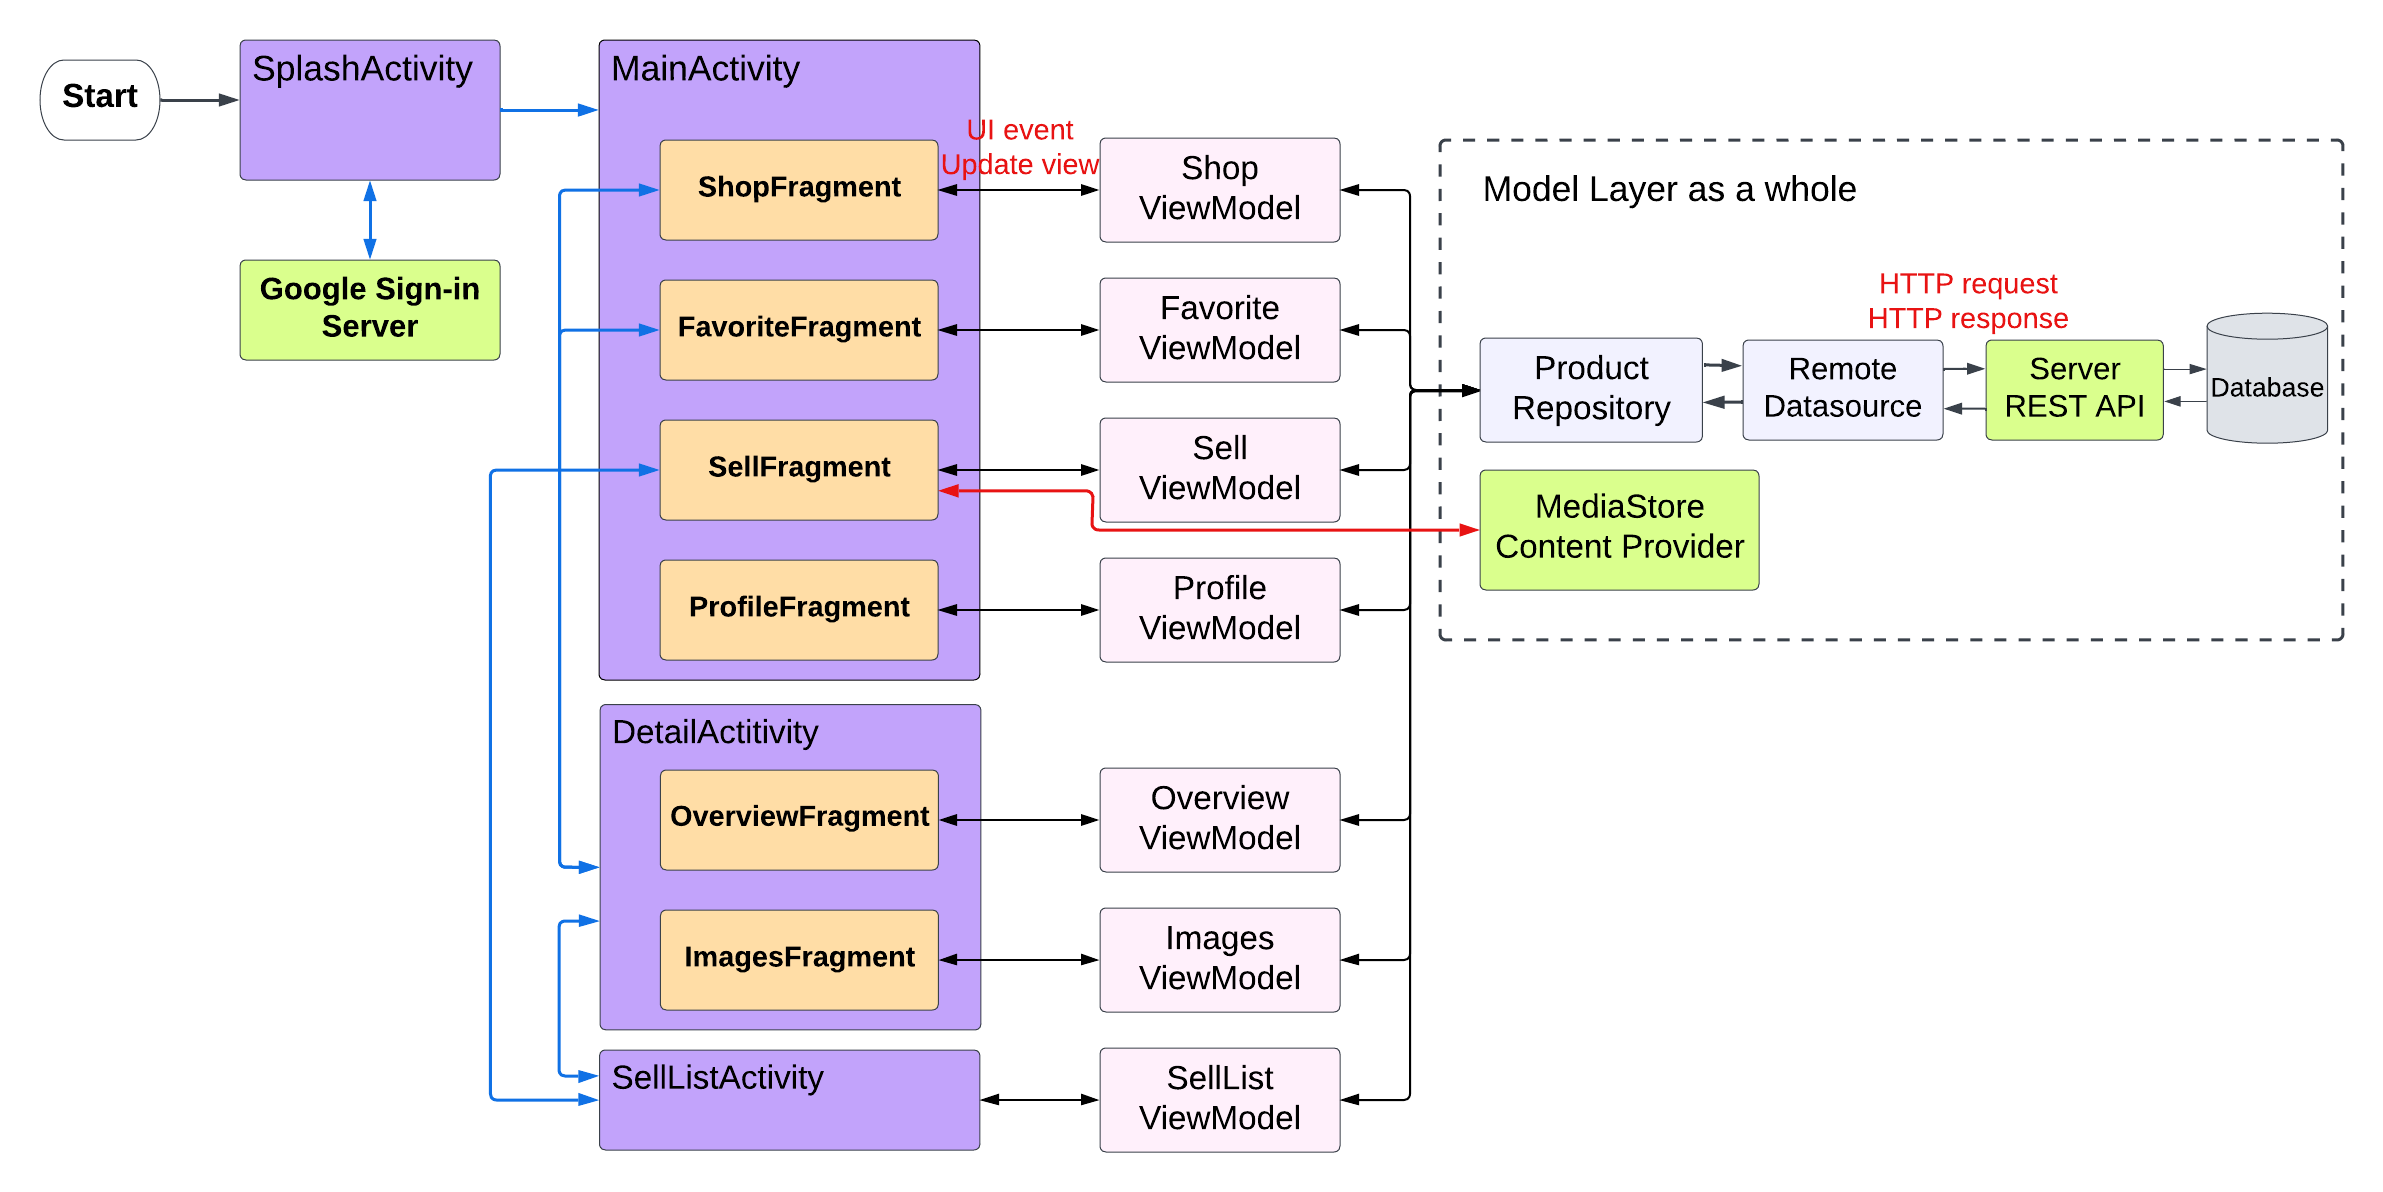 Start
SplashActivity
Google Sign-in
Server
MainActivity
UI event
Update view
ShopFragment
FavoriteFragment
SellFragment
ProfileFragment
DetailActitivity
OverviewFragment
ImagesFragment
SellListActivity
Shop
ViewModel
Favorite
ViewModel
Sell
ViewModel
Profile
ViewModel
Overview
ViewModel
Images
ViewModel
SellList
ViewModel
Model Layer as a whole
HTTP request
HTTP response
Product
Repository
Remote
Datasource
Server
REST API
Database
MediaStore
Content Provider